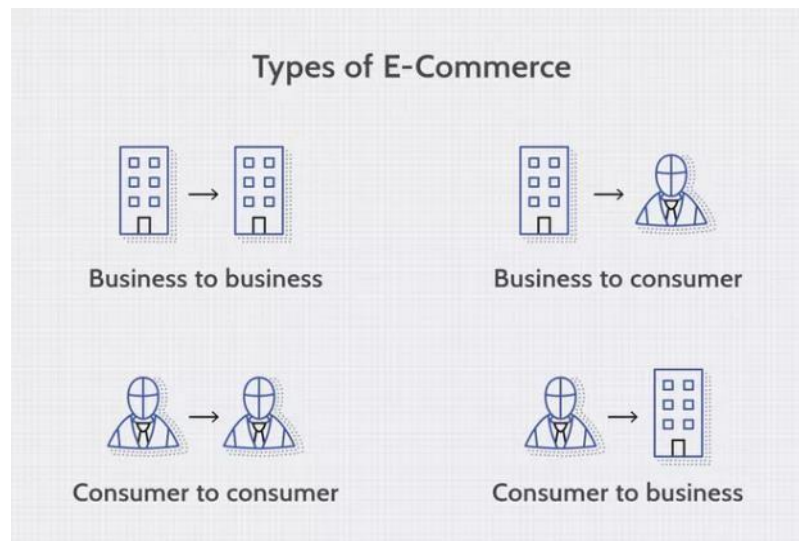 Types of E-Commerce
Business to business
Business to consumer
Consumer to consumer
Consumer to business